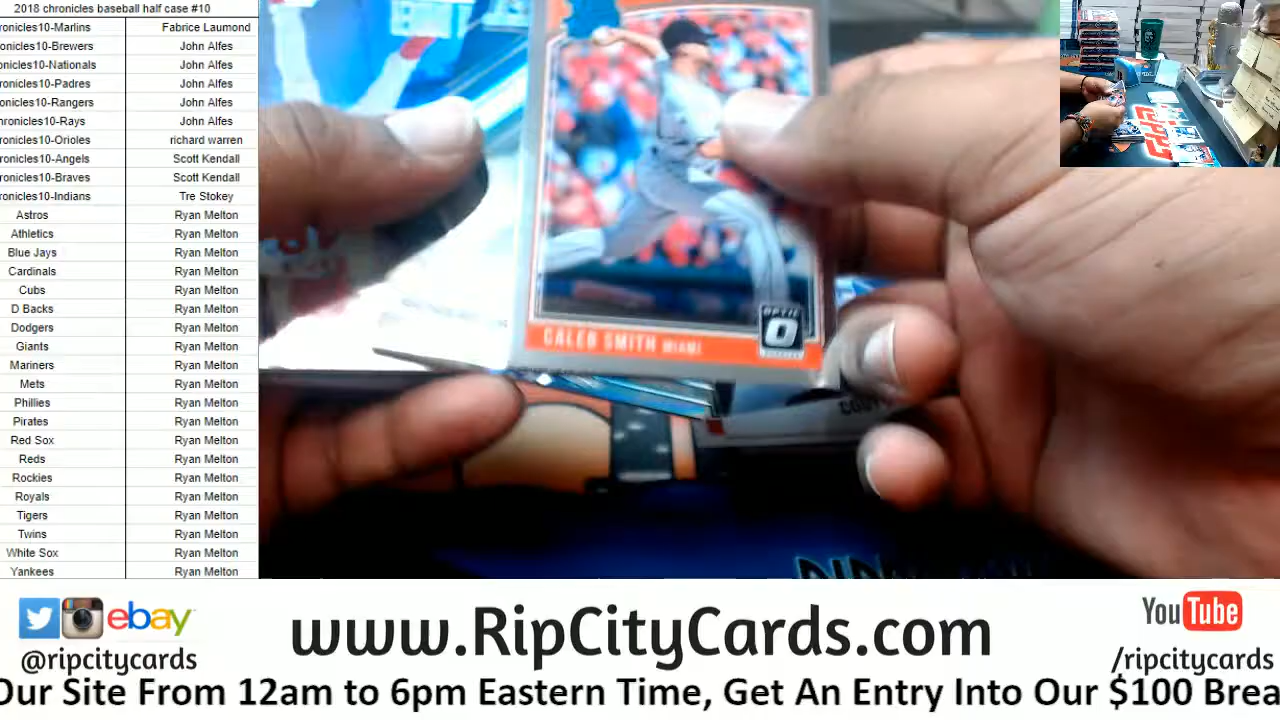 2018 chronicles baseball half case #10
ronicles10-Marlins Fabrice Laumond
ronicles10-Brewers John Alfes
onicles10-Nationals John Alfes
onicles10-Padres John Alfes
onicles10-Rangers John Alfes
ronicles10-Rays John Alfes
ronicles10-Orioles richard warren
ronicles10-Angels Scott Kendall
ronicles10-Braves Scott Kendall
ronicles10-Indians Tre Stokey
Astros Ryan Melton
Athletics Ryan Melton
Blue Jays Ryan Melton
Cardinals Ryan Melton
Cubs Ryan Melton
D Backs Ryan Melton
Dodgers Ryan Melton
Giants Ryan Melton
Mariners Ryan Melton
Mets Ryan Melton
Phillies Ryan Melton
Pirates Ryan Melton
Red Sox Ryan Melton
Reds Ryan Melton
Rockies Ryan Melton
Royals Ryan Melton
Tigers Ryan Melton
Twins Ryan Melton
White Sox Ryan Melton
Yankees Ryan Melton
OPTIC
CALEB SMITH MIAMI
ebay
@ripcitycards
www.RipCityCards.com
YouTube
/ripcitycards
Our Site From 12am to 6pm Eastern Time, Get An Entry Into Our $100 Brea